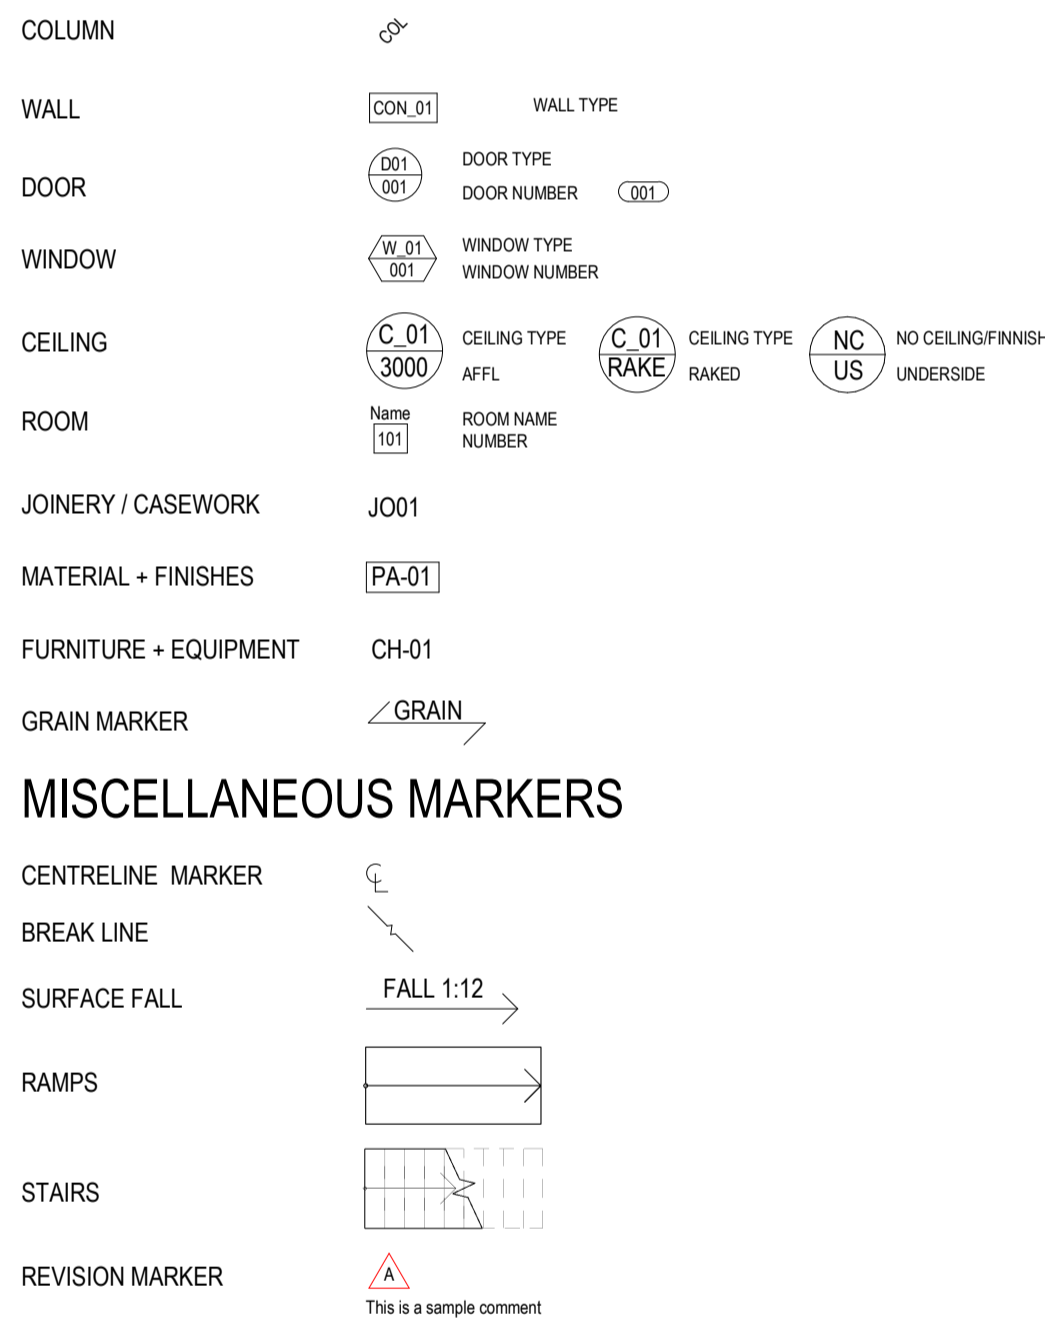 COLUMN COL
WALL CON_01 WALL TYPE
DOOR D01 DOOR TYPE
001 DOOR NUMBER 001
WINDOW W_01 WINDOW TYPE
001 WINDOW NUMBER
CEILING C_01 CEILING TYPE C_01 CEILING TYPE NC NO CEILING/FINNISH
3000 AFFL RAKE RAKED US UNDERSIDE
ROOM Name ROOM NAME
101 NUMBER
JOINERY / CASEWORK JO01
MATERIAL + FINISHES PA-01
FURNITURE + EQUIPMENT CH-01
GRAIN MARKER GRAIN
MISCELLANEOUS MARKERS
CENTRELINE MARKER ℄
BREAK LINE
SURFACE FALL FALL 1:12
RAMPS
STAIRS
REVISION MARKER A
This is a sample comment